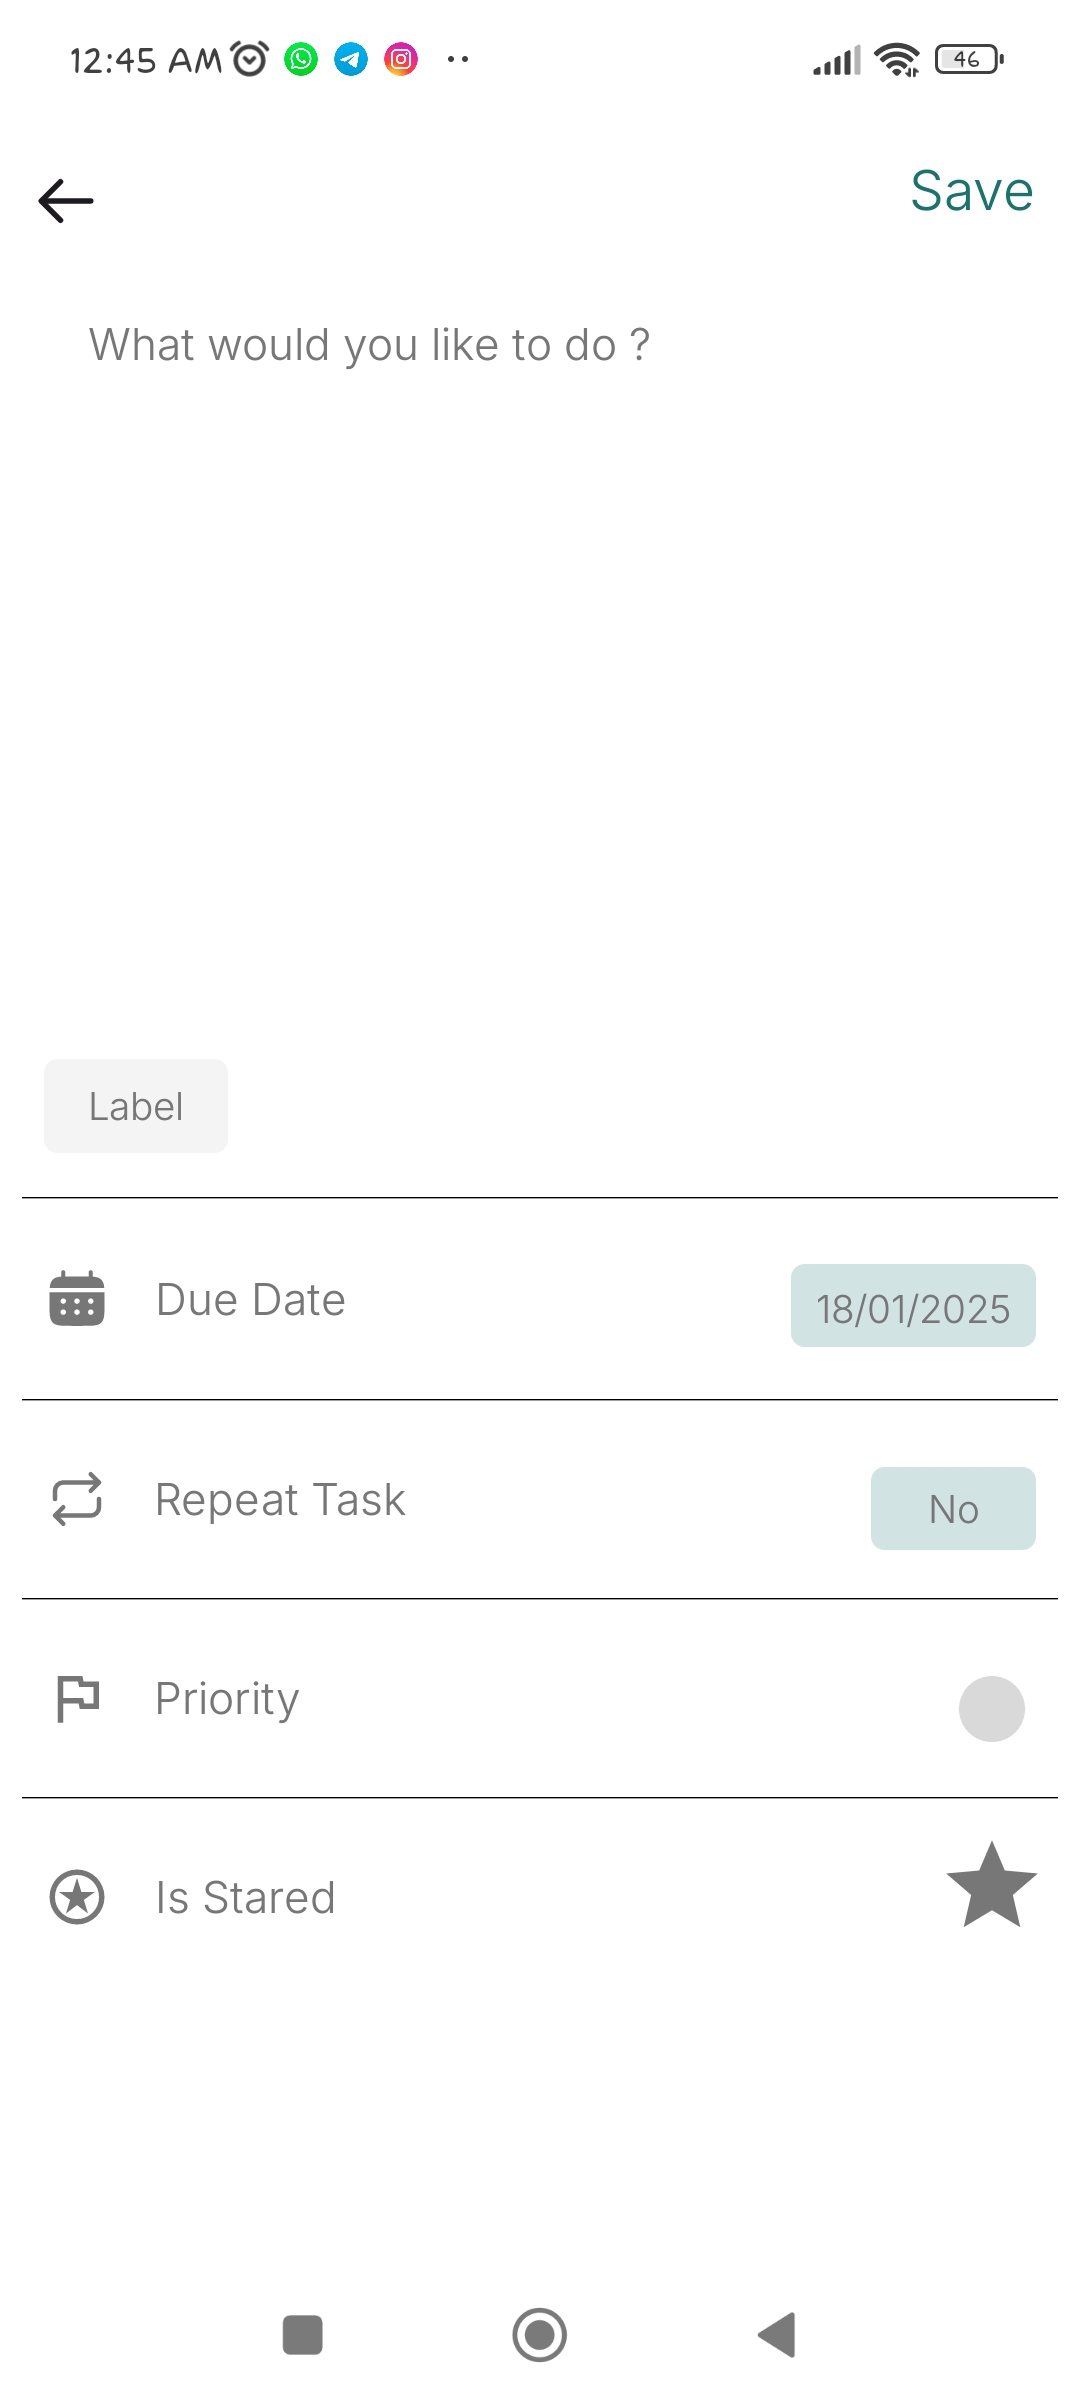 12:45 AM
46
Save
What would you like to do ?
Label
Due Date
18/01/2025
Repeat Task
No
Priority
Is Stared